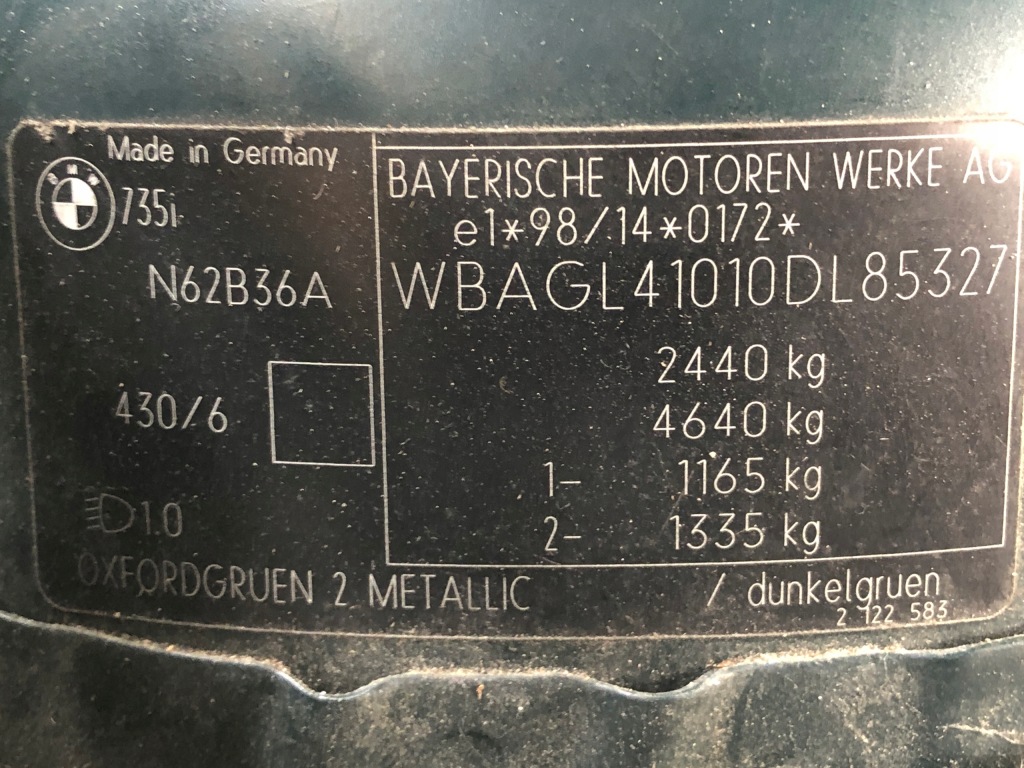 Made in Germany
BMW
735i
N62B36A
430/6
1.0
BAYERISCHE MOTOREN WERKE AG
e1*98/14*0172*
WBAGL41010DL85327
2440 kg
4640 kg
1- 1165 kg
2- 1335 kg
OXFORDGRUEN 2 METALLIC / dunkelgruen
2 122 583